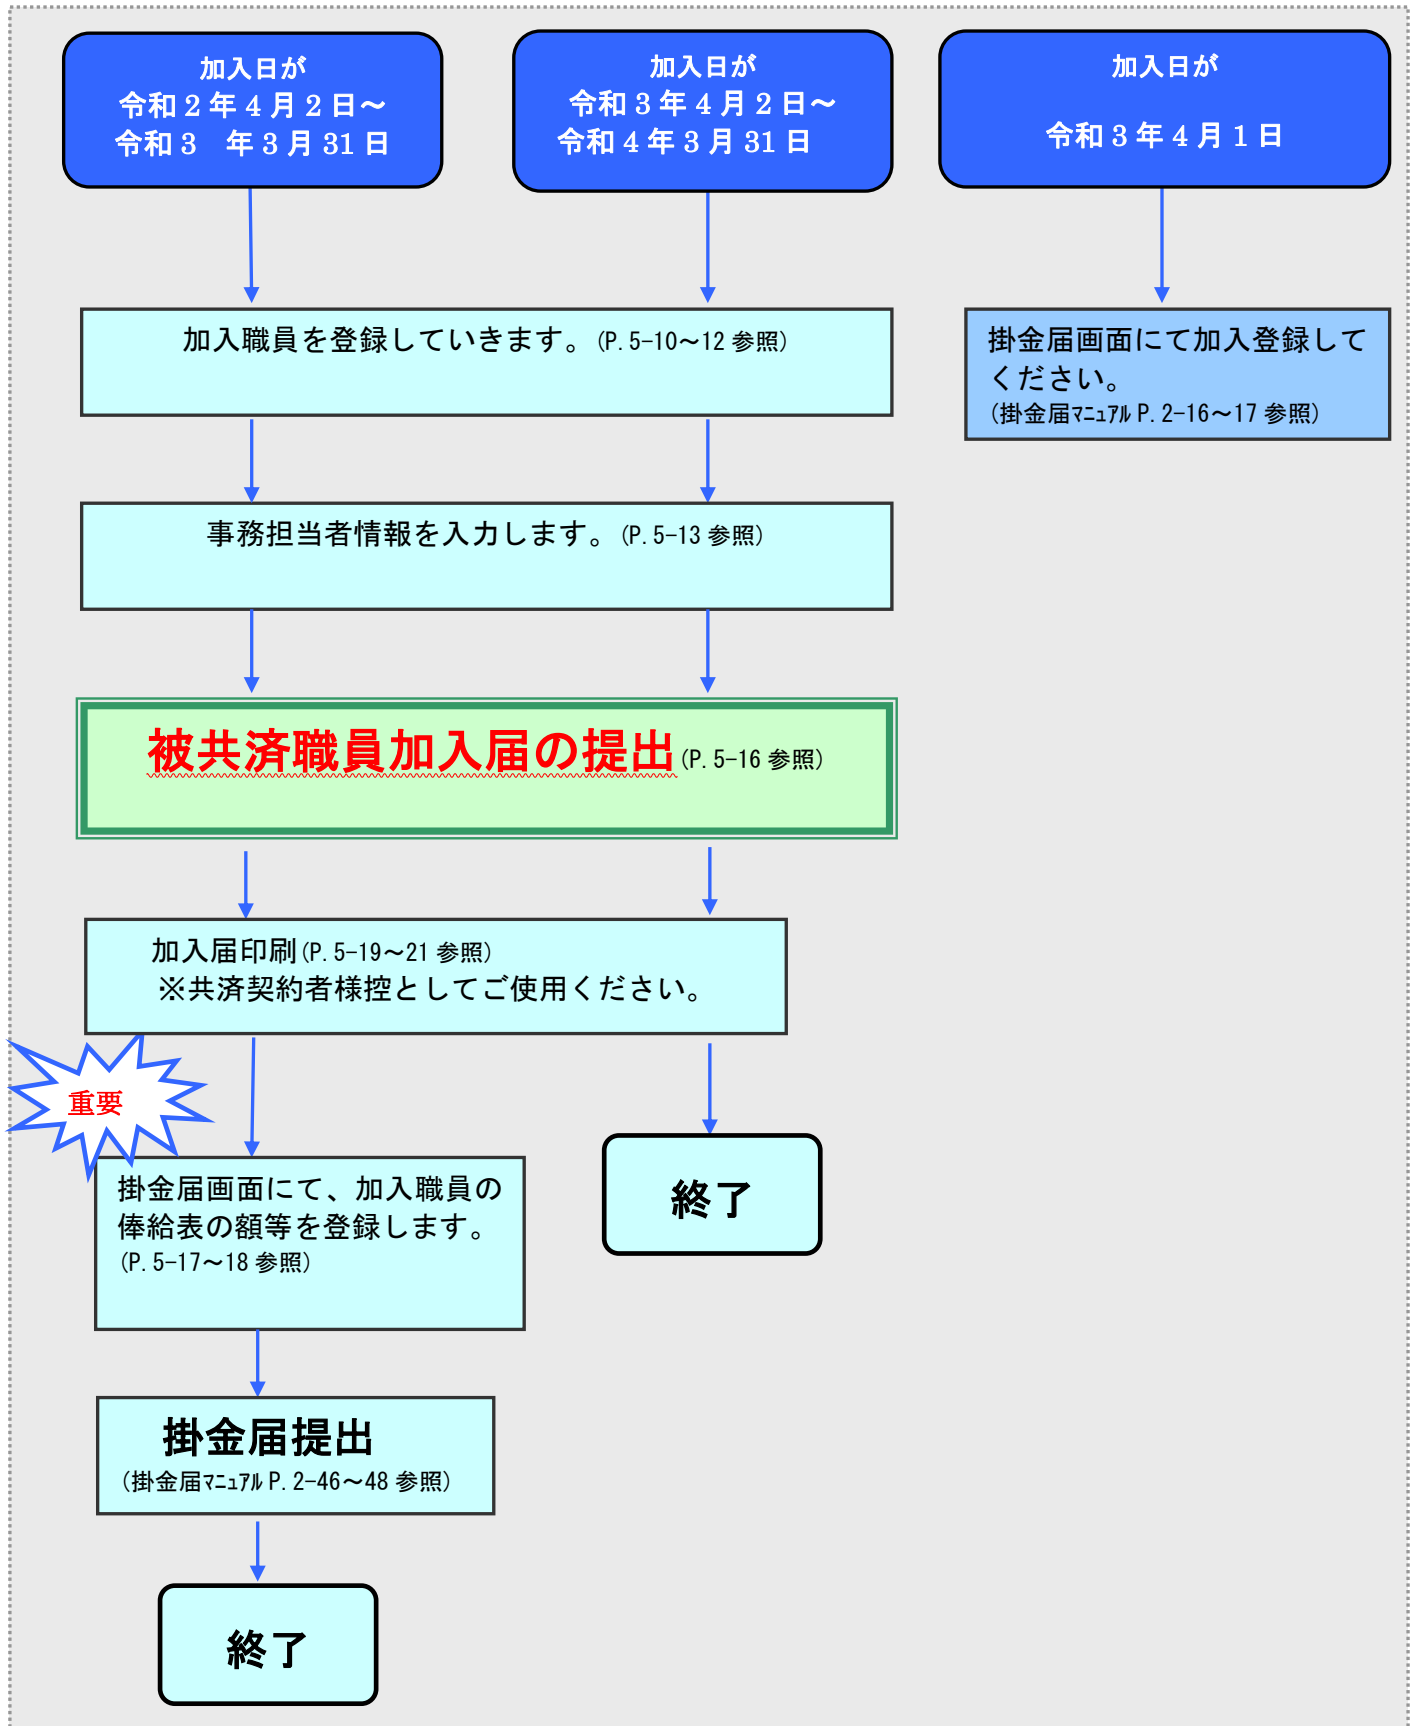 加入日が
令和２年４月２日～
令和３　年３月31日
加入日が
令和３年４月２日～
令和４年３月31日
加入日が
令和３年４月１日
加入職員を登録していきます。(P.5-10～12参照)
掛金届画面にて加入登録して
ください。
(掛金届ﾏﾆｭｱﾙP.2-16～17参照)
事務担当者情報を入力します。(P.5-13参照)
被共済職員加入届の提出(P.5-16参照)
加入届印刷(P.5-19～21参照)
※共済契約者様控としてご使用ください。
重要
掛金届画面にて、加入職員の
俸給表の額等を登録します。
(P.5-17～18参照)
終了
掛金届提出
(掛金届ﾏﾆｭｱﾙP.2-46～48参照)
終了